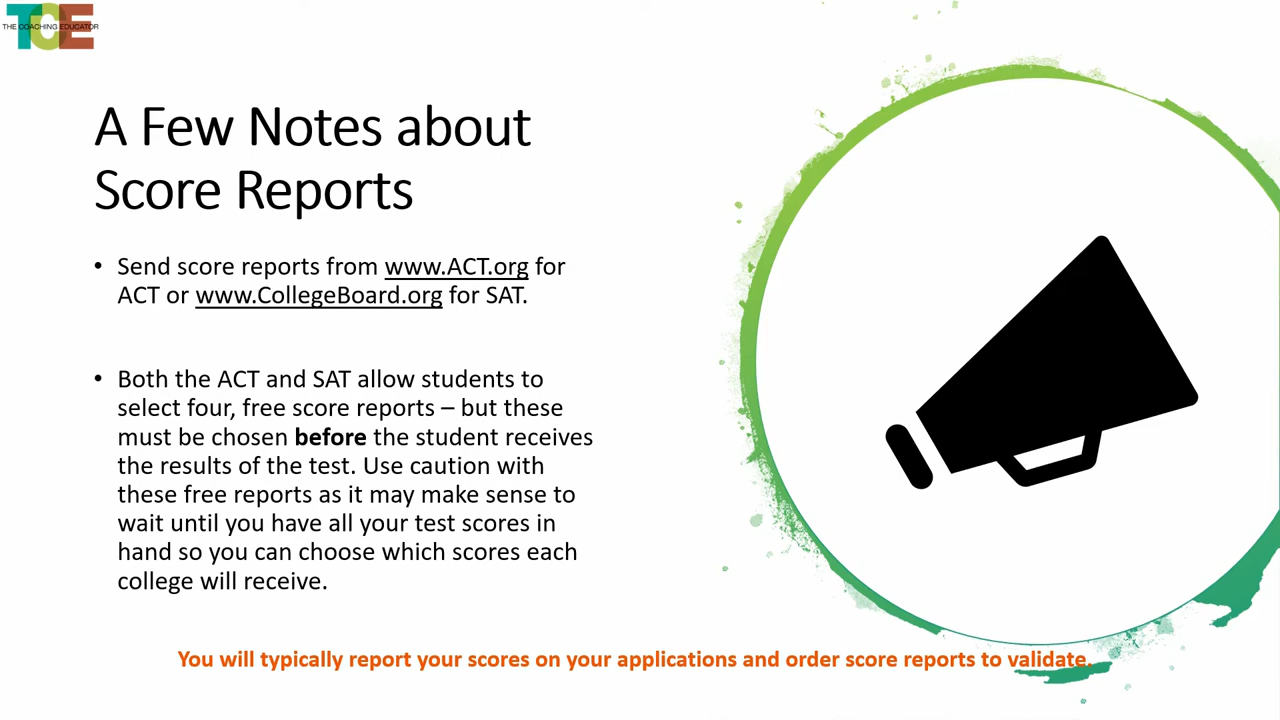 TCE
THE COACHING EDUCATOR
A Few Notes about
Score Reports
• Send score reports from www.ACT.org for
ACT or www.CollegeBoard.org for SAT.
• Both the ACT and SAT allow students to
select four, free score reports – but these
must be chosen before the student receives
the results of the test. Use caution with
these free reports as it may make sense to
wait until you have all your test scores in
hand so you can choose which scores each
college will receive.
You will typically report your scores on your applications and order score reports to validate.